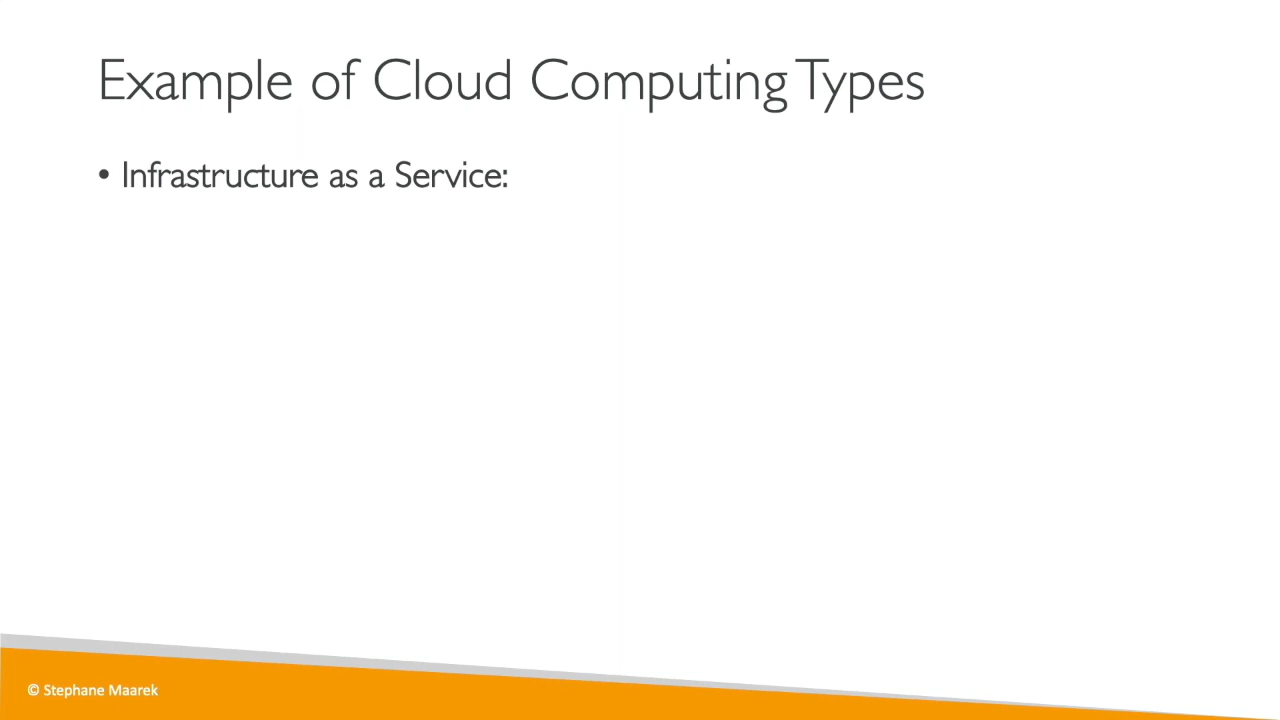 Example of Cloud Computing Types
• Infrastructure as a Service:
© Stephane Maarek